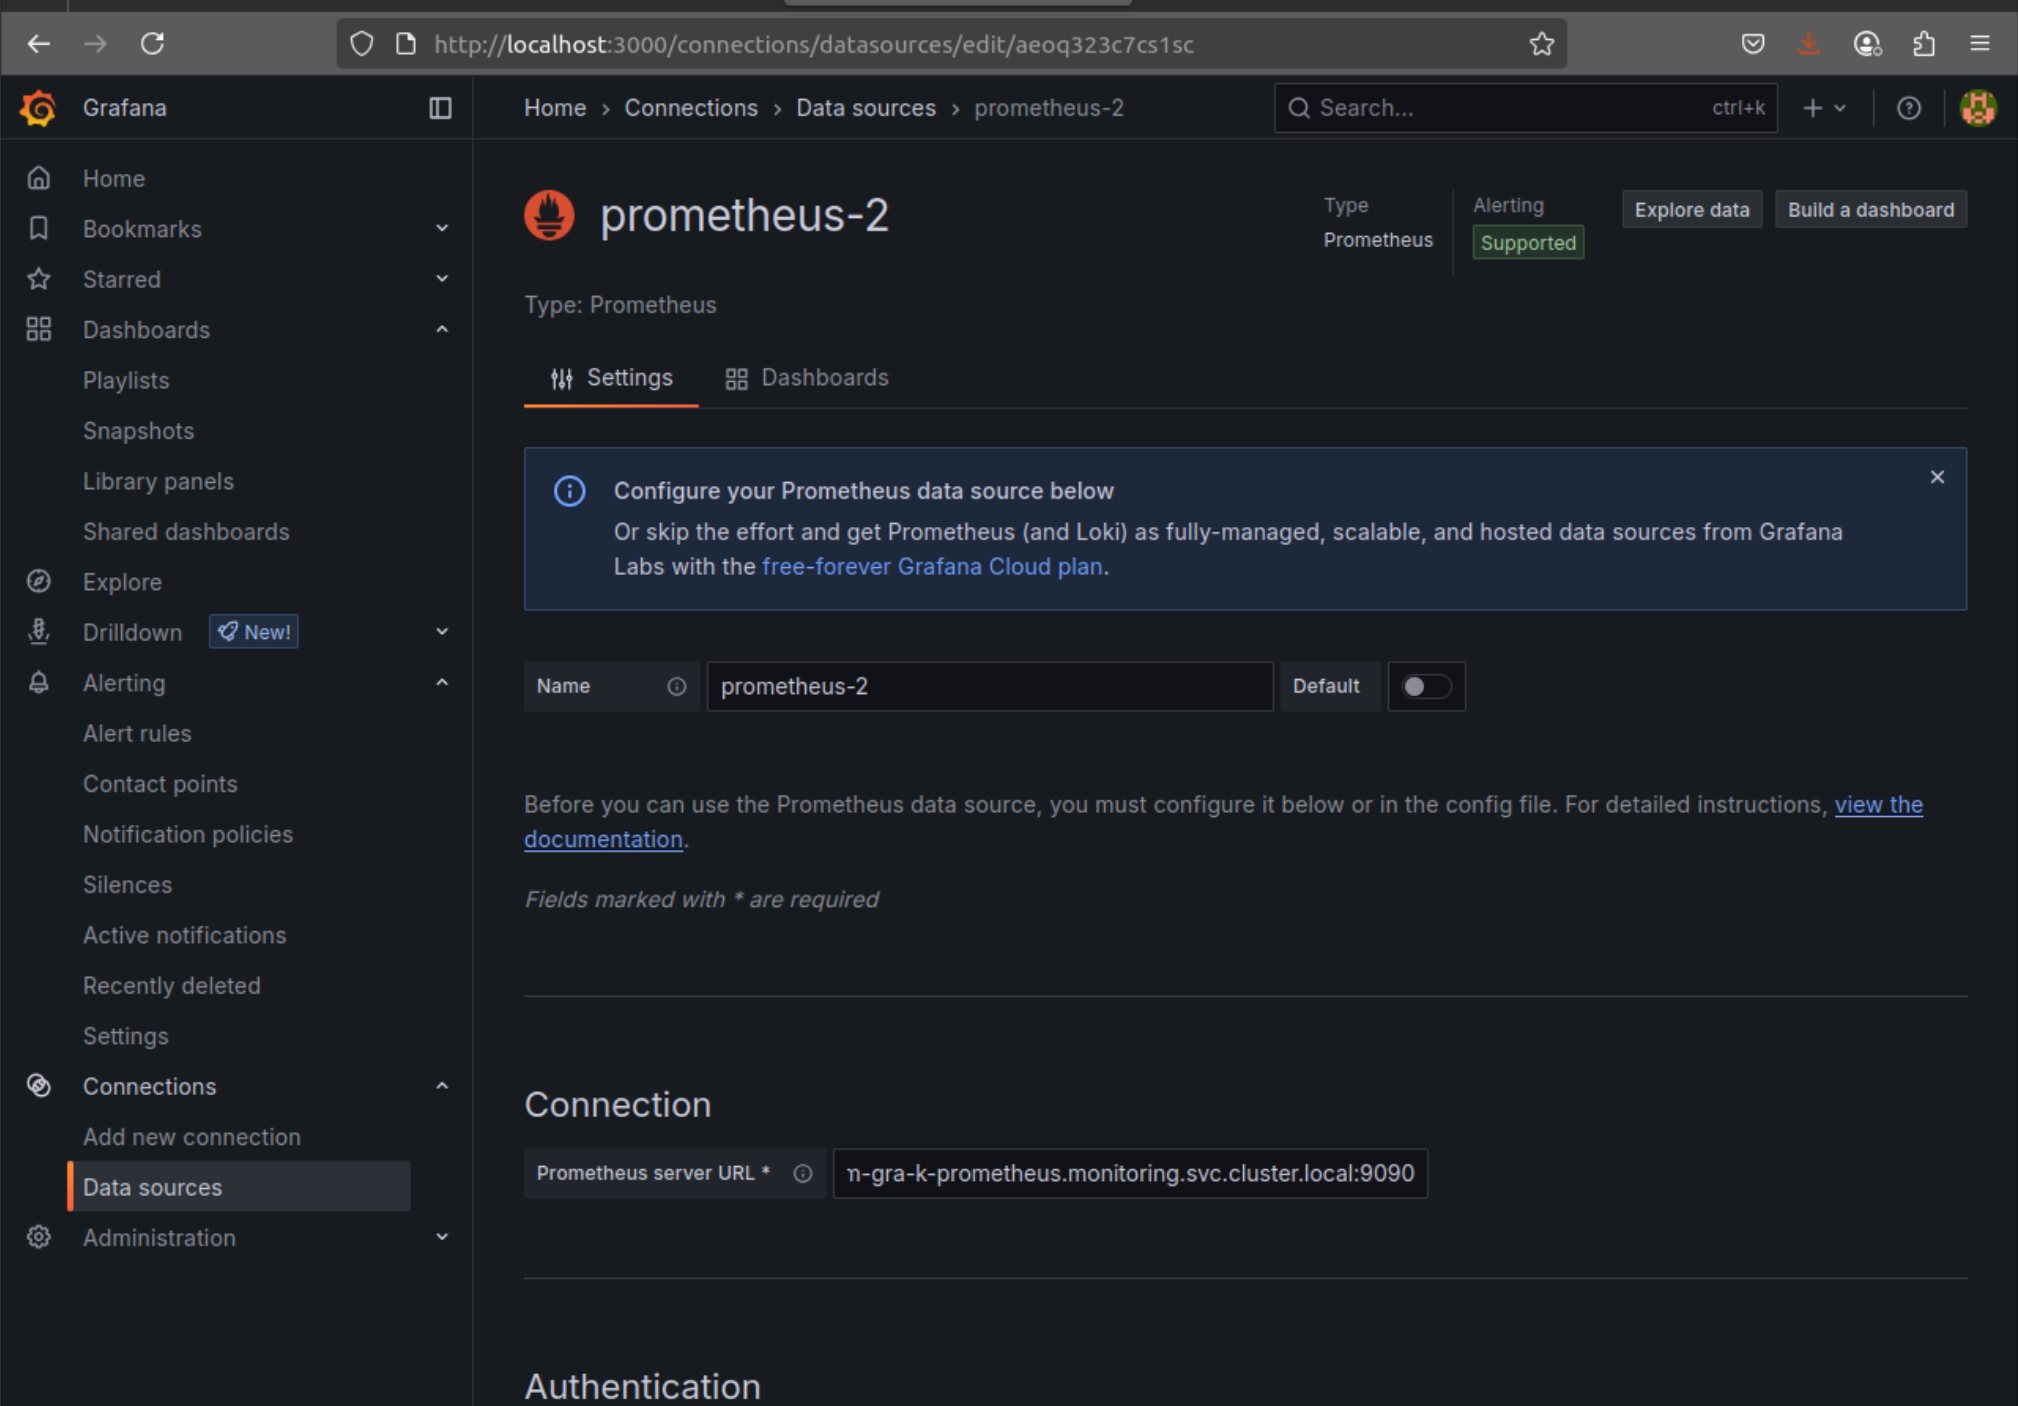 http://localhost:3000/connections/datasources/edit/aeoq323c7cs1sc
Grafana
Home › Connections › Data sources › prometheus-2
Search...
ctrl+k
Home
Bookmarks
Starred
Dashboards
Playlists
Snapshots
Library panels
Shared dashboards
Explore
Drilldown
New!
Alerting
Alert rules
Contact points
Notification policies
Silences
Active notifications
Recently deleted
Settings
Connections
Add new connection
Data sources
Administration
prometheus-2
Type
Prometheus
Alerting
Supported
Explore data
Build a dashboard
Type: Prometheus
Settings
Dashboards
Configure your Prometheus data source below
Or skip the effort and get Prometheus (and Loki) as fully-managed, scalable, and hosted data sources from Grafana
Labs with the free-forever Grafana Cloud plan.
Name
prometheus-2
Default
Before you can use the Prometheus data source, you must configure it below or in the config file. For detailed instructions, view the
documentation.
Fields marked with * are required
Connection
Prometheus server URL *
n-gra-k-prometheus.monitoring.svc.cluster.local:9090
Authentication